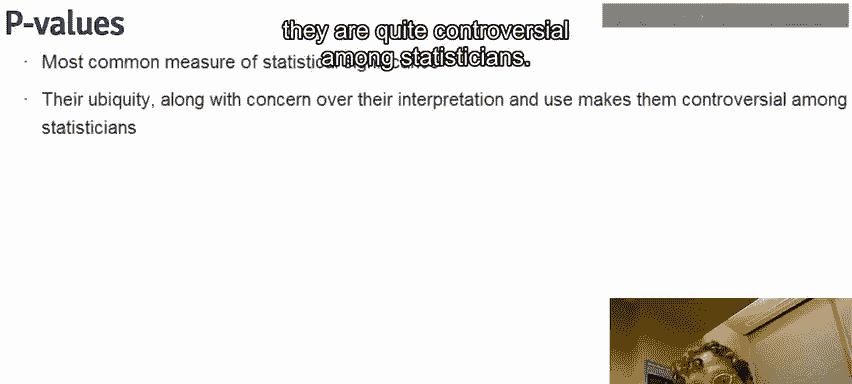 P-values
they are quite controversial
among statisticians.
· Most common measure of statistical
· Their ubiquity, along with concern over their interpretation and use makes them controversial among
statisticians